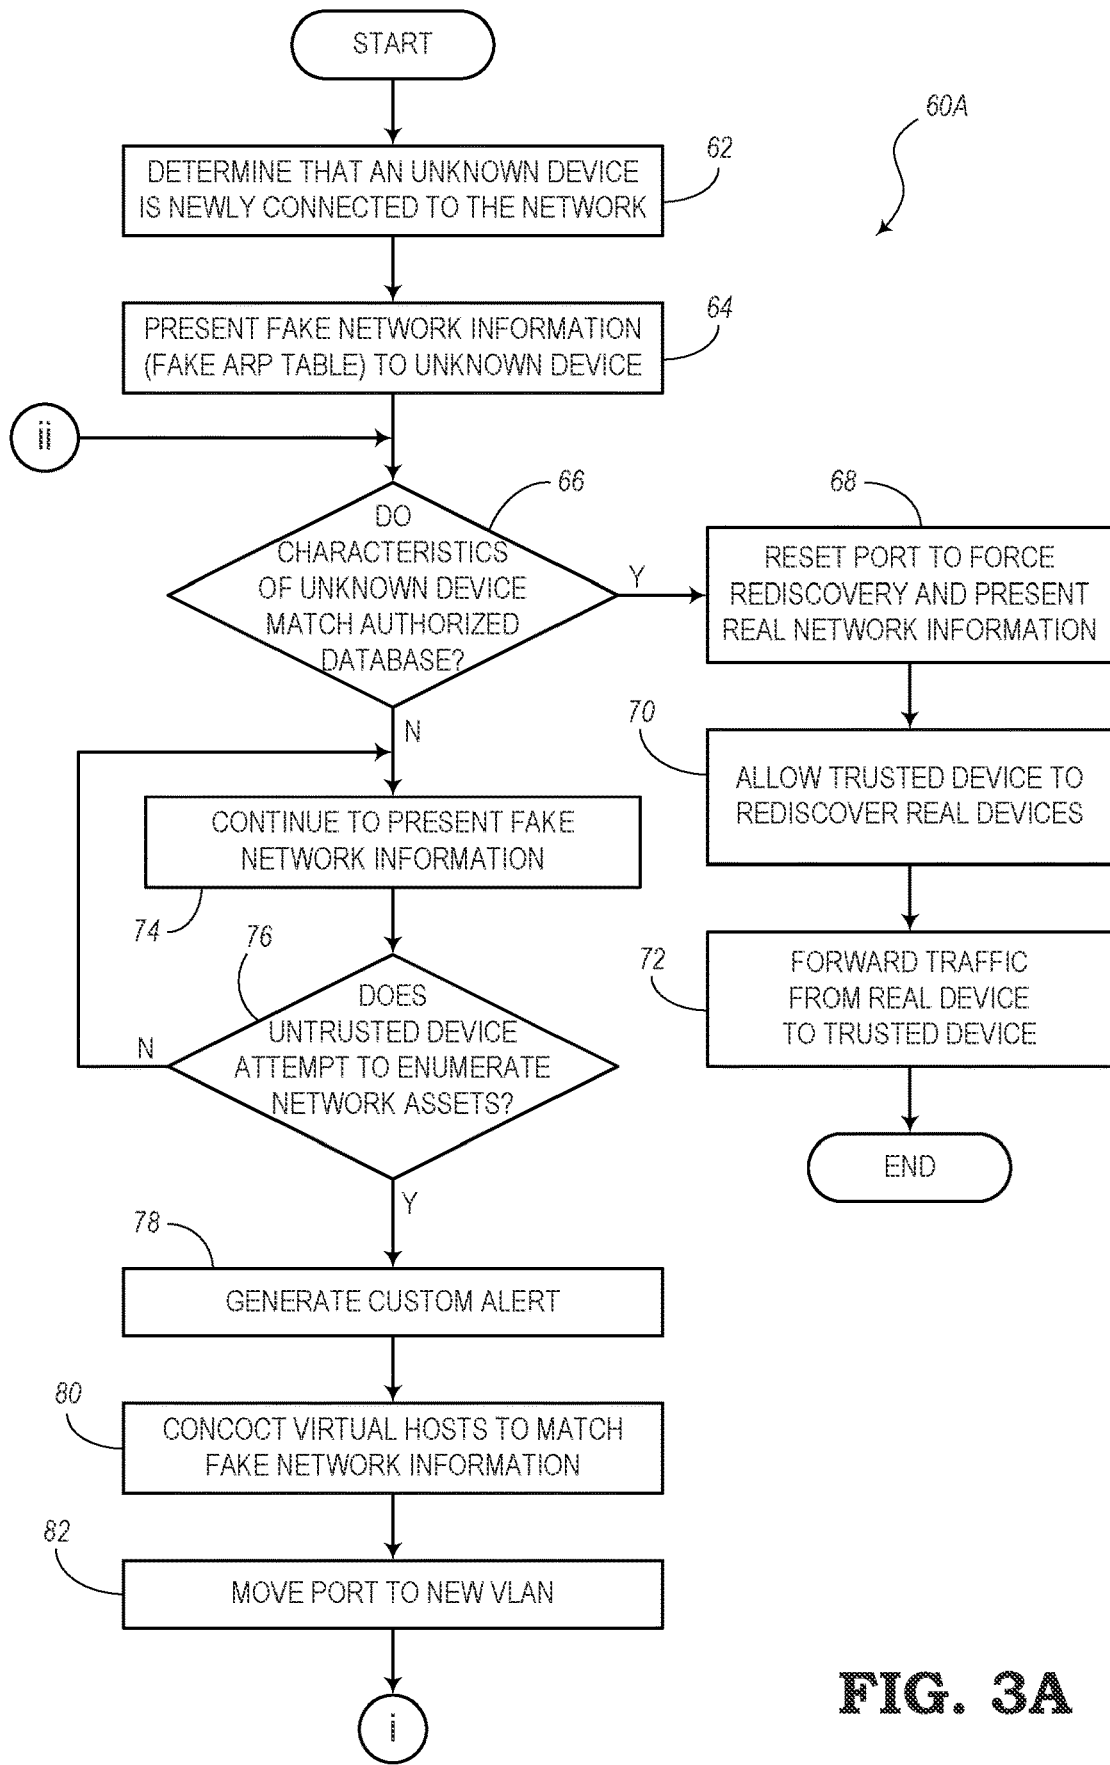 START
60A
62
DETERMINE THAT AN UNKNOWN DEVICE
IS NEWLY CONNECTED TO THE NETWORK
64
PRESENT FAKE NETWORK INFORMATION
(FAKE ARP TABLE) TO UNKNOWN DEVICE
ii
66
DO
CHARACTERISTICS
OF UNKNOWN DEVICE
MATCH AUTHORIZED
DATABASE?
Y
68
RESET PORT TO FORCE
REDISCOVERY AND PRESENT
REAL NETWORK INFORMATION
N
70
ALLOW TRUSTED DEVICE TO
REDISCOVER REAL DEVICES
CONTINUE TO PRESENT FAKE
NETWORK INFORMATION
74
76
72
FORWARD TRAFFIC
FROM REAL DEVICE
TO TRUSTED DEVICE
DOES
UNTRUSTED DEVICE
ATTEMPT TO ENUMERATE
NETWORK ASSETS?
N
Y
END
78
GENERATE CUSTOM ALERT
80
CONCOCT VIRTUAL HOSTS TO MATCH
FAKE NETWORK INFORMATION
82
MOVE PORT TO NEW VLAN
i
FIG. 3A